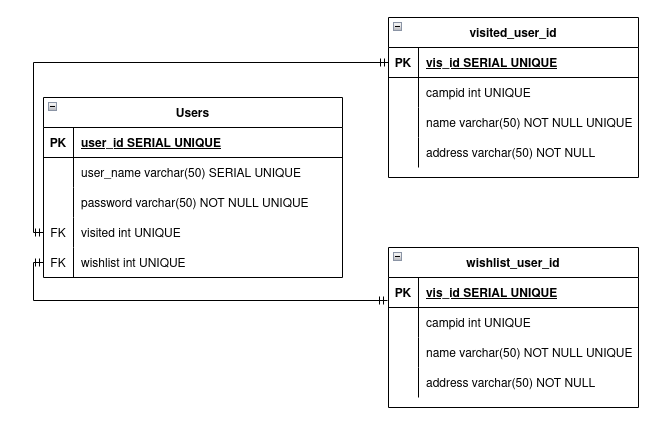 visited_user_id
PK vis_id SERIAL UNIQUE
campid int UNIQUE
name varchar(50) NOT NULL UNIQUE
address varchar(50) NOT NULL
Users
PK user_id SERIAL UNIQUE
user_name varchar(50) SERIAL UNIQUE
password varchar(50) NOT NULL UNIQUE
FK visited int UNIQUE
FK wishlist int UNIQUE
wishlist_user_id
PK vis_id SERIAL UNIQUE
campid int UNIQUE
name varchar(50) NOT NULL UNIQUE
address varchar(50) NOT NULL